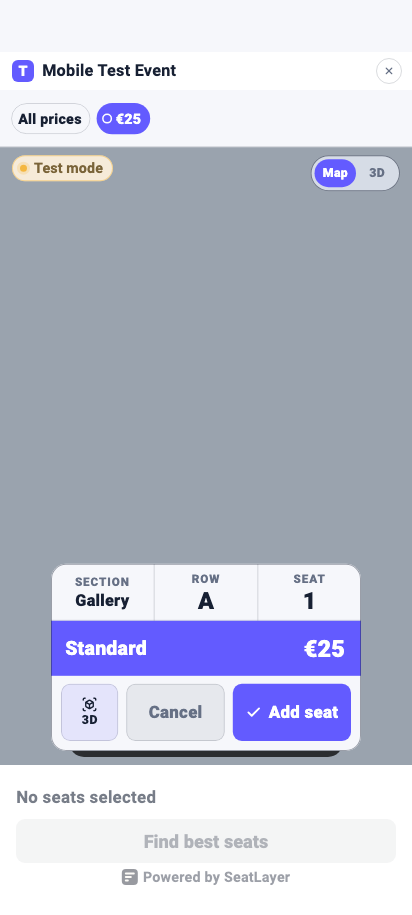 T Mobile Test Event
All prices
€25
Test mode
Map
3D
SECTION
Gallery
ROW
A
SEAT
1
Standard
€25
3D
Cancel
Add seat
No seats selected
Find best seats
Powered by SeatLayer